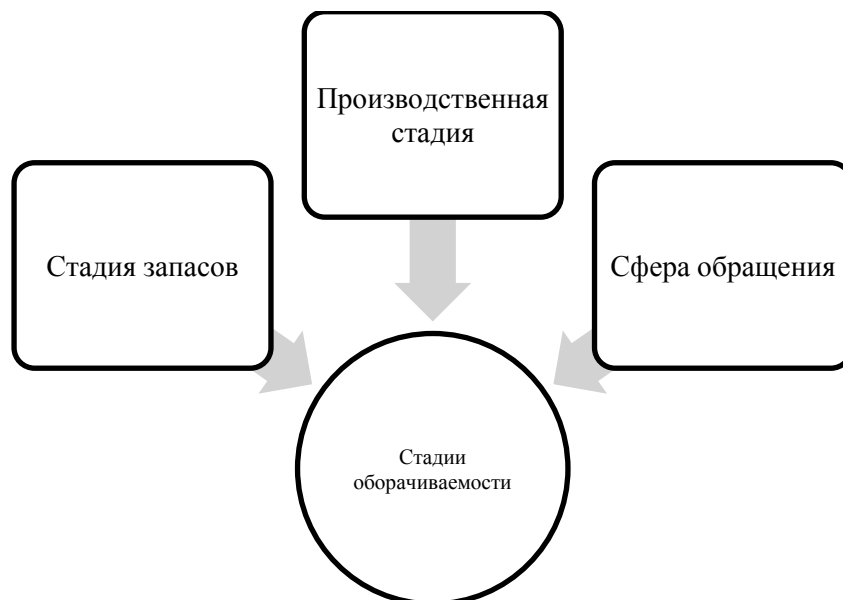 Производственная
стадия
Стадия запасов
Сфера обращения
Стадии
оборачиваемости